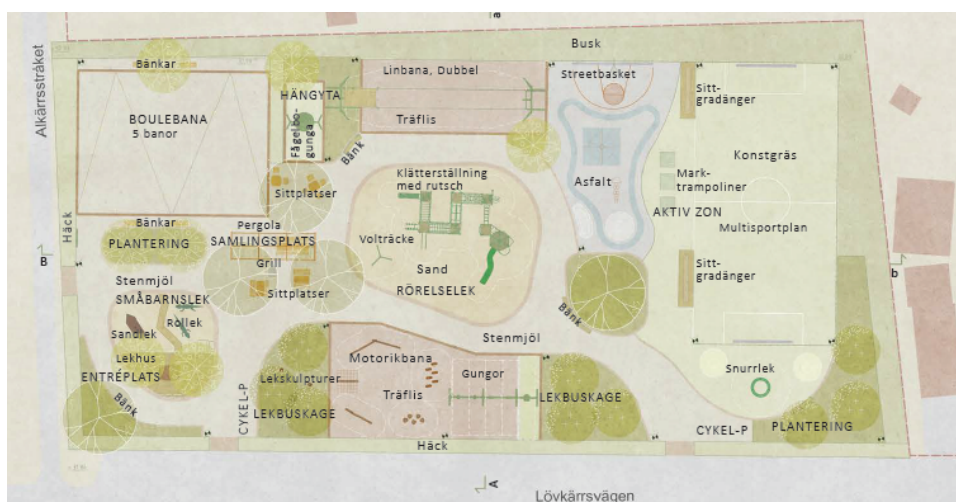 a
Busk
Alkärrsstråket
Bänkar
Linbana, Dubbel
Streetbasket
HÄNGYTA
Sitt-
gradänger
BOULEBANA
5 banor
Fågelbo-
gunga
Träflis
Bänk
Konstgräs
Klätterställning
med rutsch
Asfalt
Mark-
trampoliner
Sittplatser
AKTIV ZON
Häck
Bänkar
Pergola
Multisportplan
PLANTERING
SAMLINGSPLATS
Volträcke
B
Grill
Sand
Sitt-
gradänger
b
Stenmjöl
Sittplatser
RÖRELSELEK
SMÅBARNSLEK
Rollek
Sandlek
Bänk
Stenmjöl
Lekhus
Motorikbana
ENTRÉPLATS
Lekskulpturer
Gungor
Snurrlek
Bänk
CYKEL-P
LEKBUSKAGE
Träflis
LEKBUSKAGE
CYKEL-P
PLANTERING
Häck
A
Lövkärrsvägen